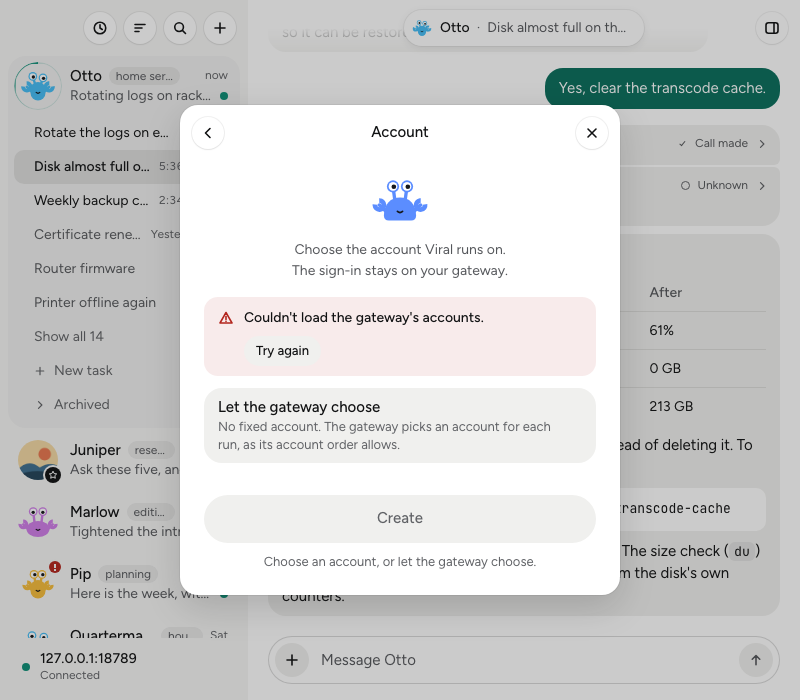 so it can be restor
Otto · Disk almost full on th...
Otto home ser... now
Rotating logs on rack...
Yes, clear the transcode cache.
Rotate the logs on e...
Disk almost full o... 5:36
Weekly backup c... 2:34
Certificate rene... Yeste
Router firmware
Printer offline again
Show all 14
New task
Archived
Juniper rese...
Ask these five, an
Marlow editi...
Tightened the intr
Pip planning
Here is the week, wit...
Quarterma hou... Sat
127.0.0.1:18789
Connected
Account
Choose the account Viral runs on.
The sign-in stays on your gateway.
Couldn't load the gateway's accounts.
Try again
Let the gateway choose
No fixed account. The gateway picks an account for each
run, as its account order allows.
Create
Choose an account, or let the gateway choose.
Call made
Unknown
After
61%
0 GB
213 GB
ead of deleting it. To
transcode-cache
The size check (du)
m the disk's own
counters.
Message Otto